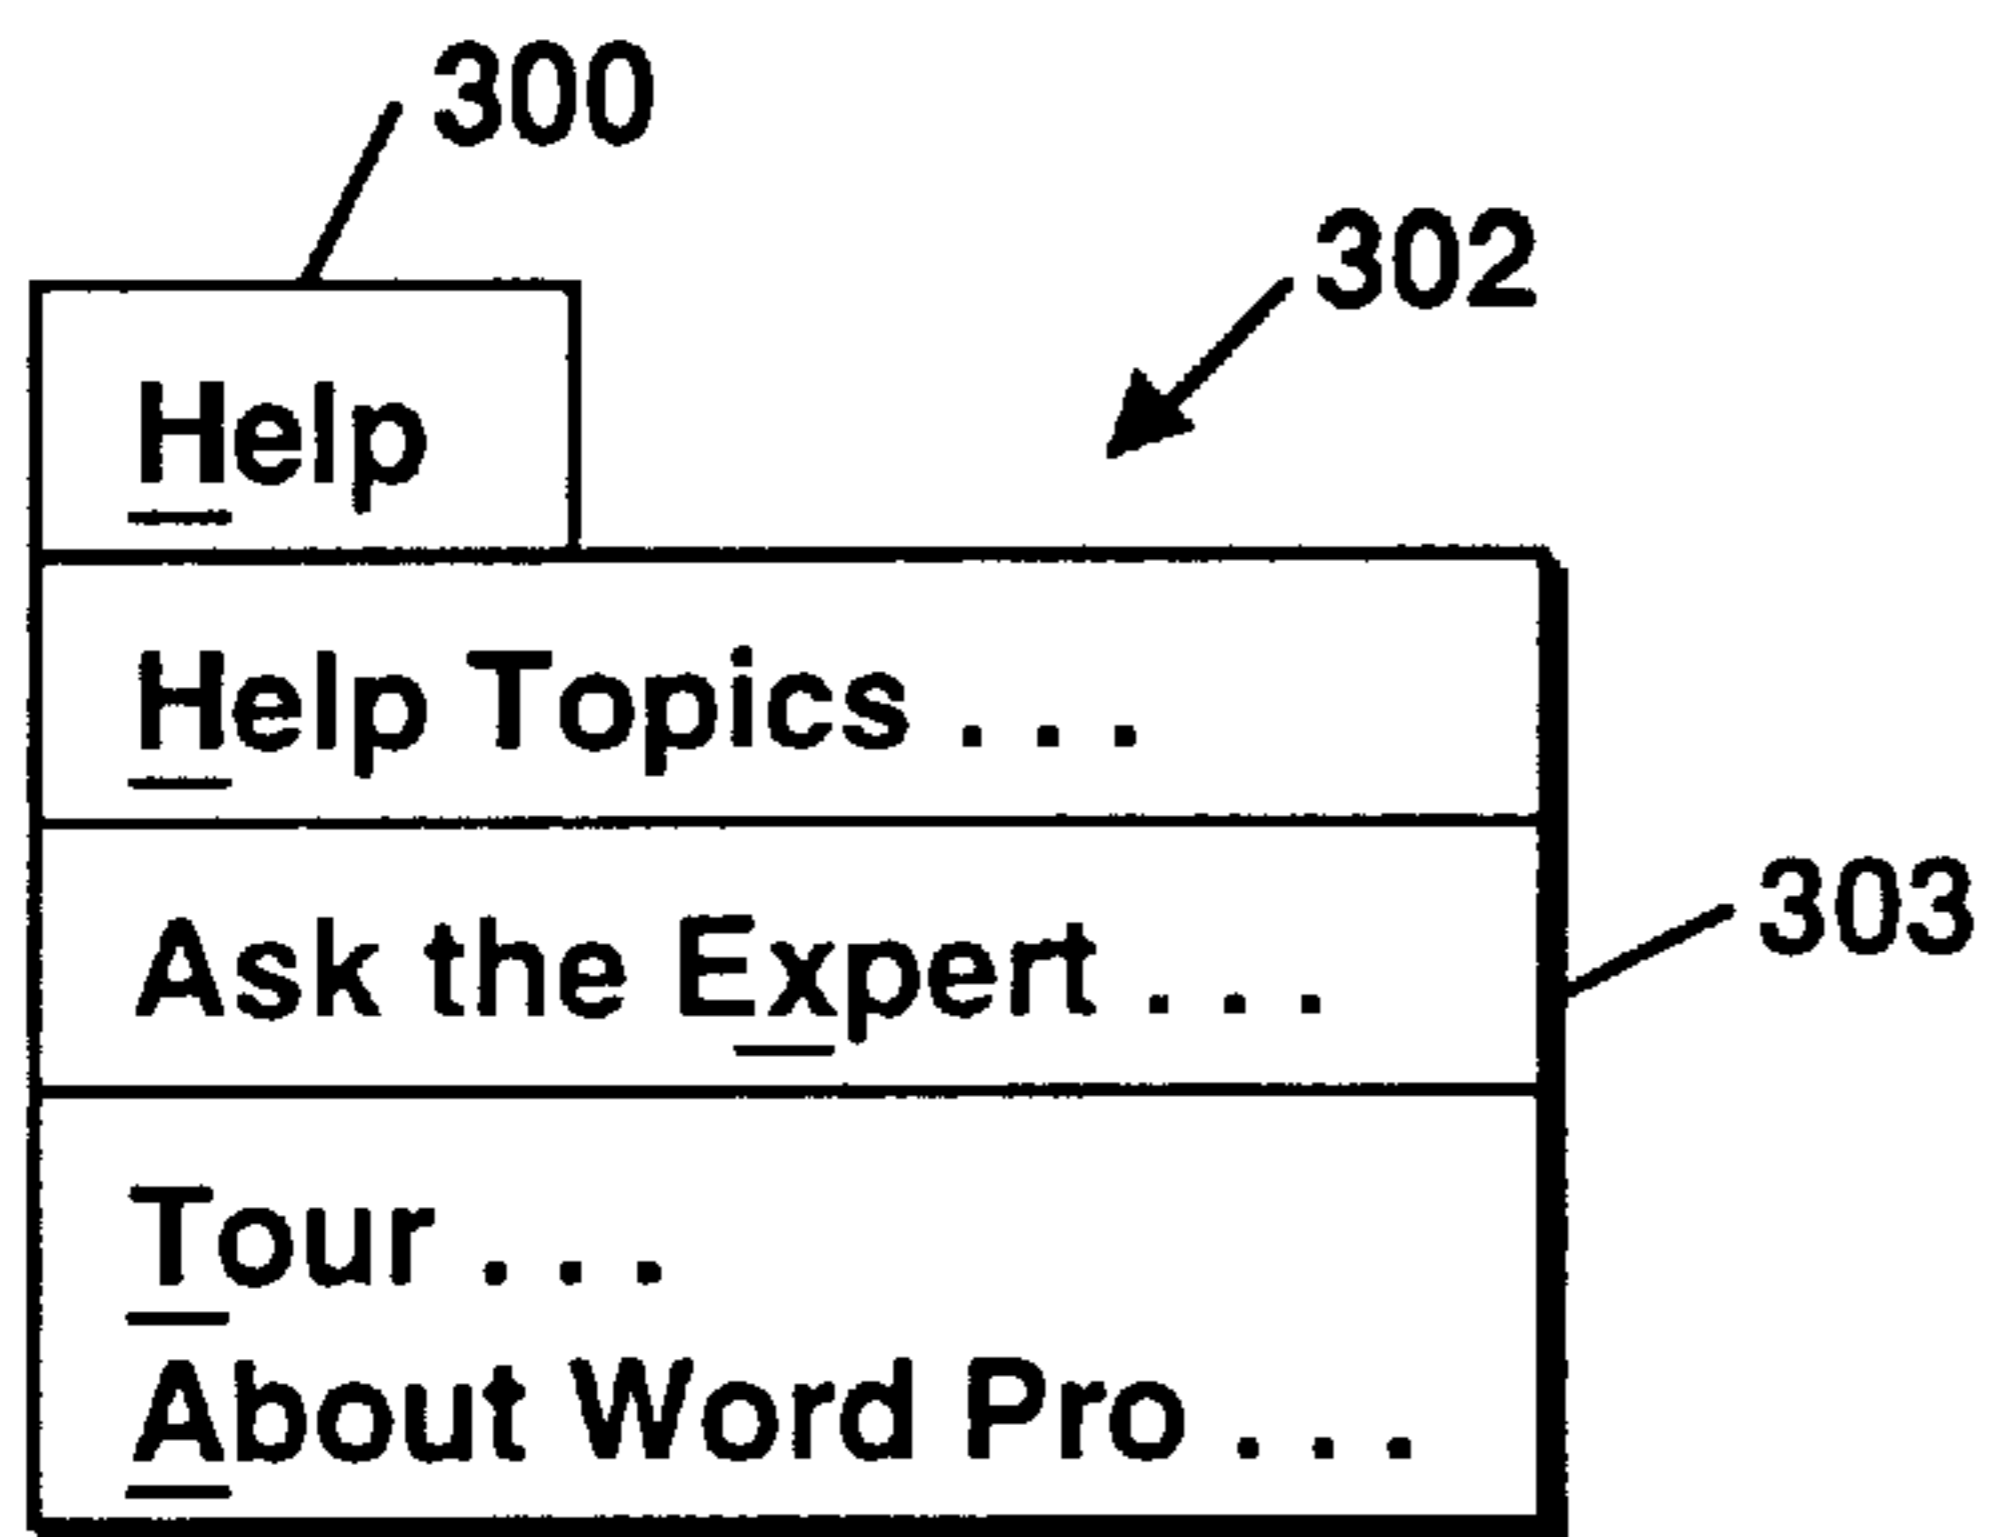 300
302
Help
Help Topics . . .
Ask the Expert . . .
303
Tour . . .
About Word Pro . . .